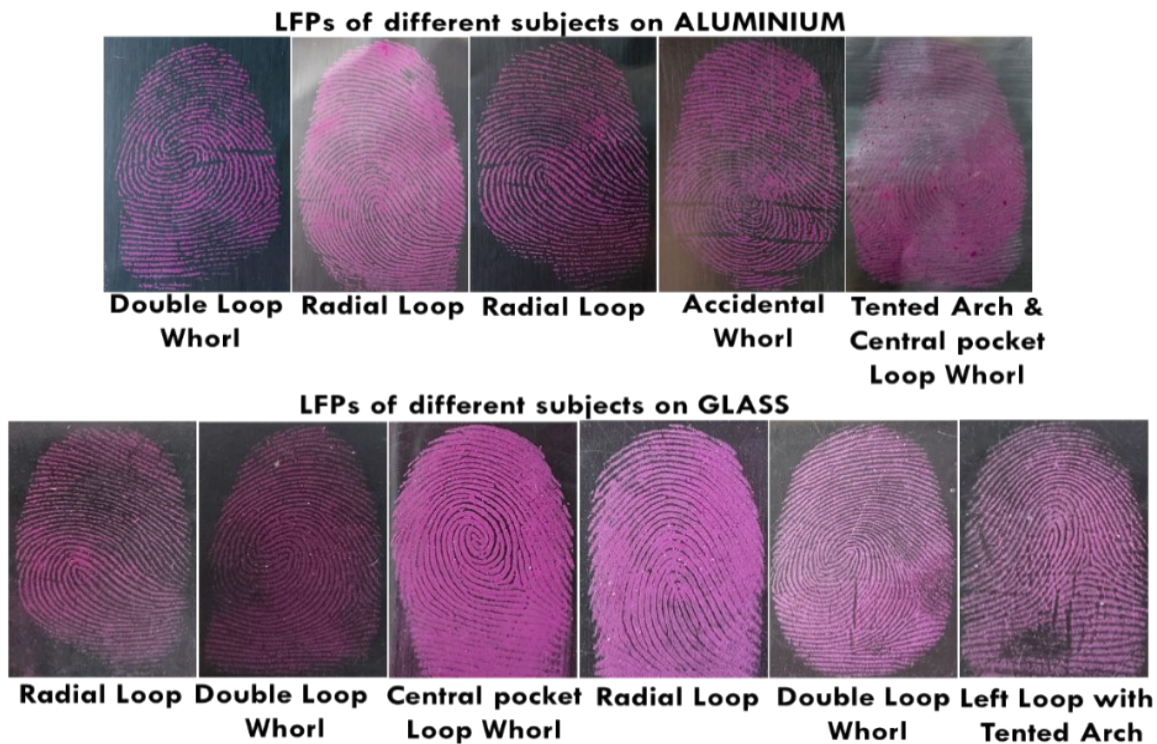 LFPs of different subjects on ALUMINIUM
Double Loop Whorl
Radial Loop
Radial Loop
Accidental Whorl
Tented Arch & Central pocket Loop Whorl
LFPs of different subjects on GLASS
Radial Loop
Double Loop Whorl
Central pocket Loop Whorl
Radial Loop
Double Loop Whorl
Left Loop with Tented Arch